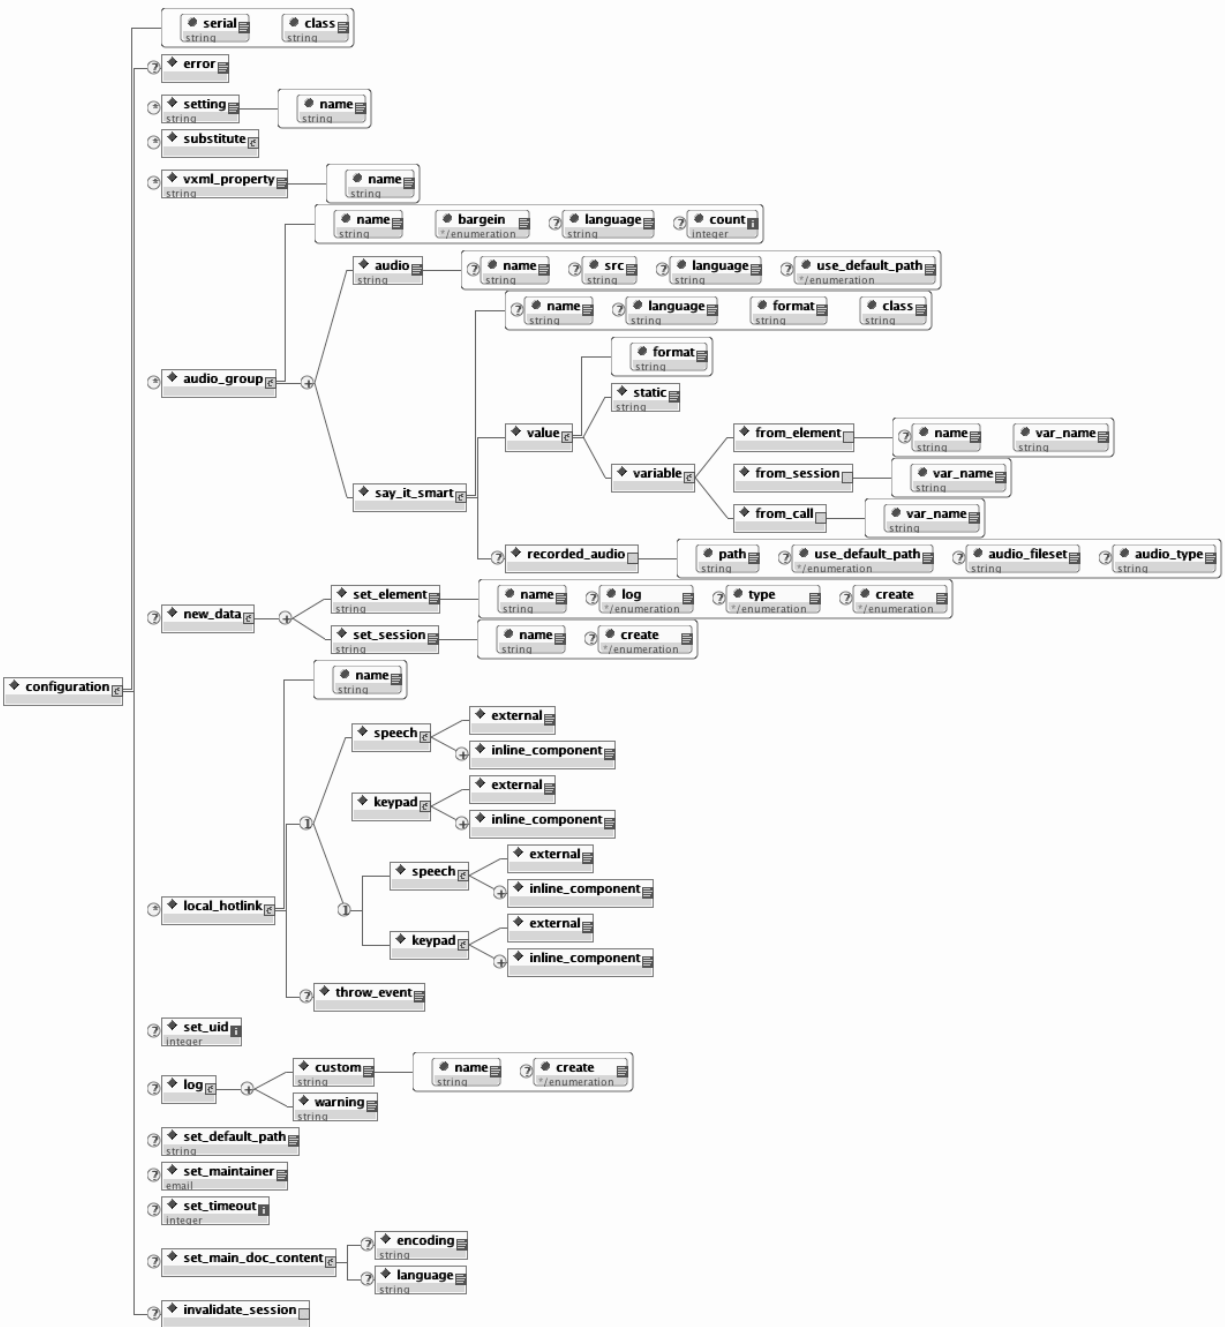 serial class
string string
error
setting name
string string
substitute
vxml_property name
string string
name bargein language count
string */enumeration string integer
audio name src language use_default_path
string string string string */enumeration
name language format class
string string string string
format
string
audio_group
static
string
value from_element name var_name
string string
variable from_session var_name
string
say_it_smart
from_call var_name
string
recorded_audio path use_default_path audio_fileset audio_type
string */enumeration string string
set_element name log type create
string string */enumeration */enumeration */enumeration
new_data
set_session name create
string string */enumeration
configuration
name
string
external
speech
inline_component
external
keypad
inline_component
external
speech
inline_component
local_hotlink
external
keypad
inline_component
throw_event
set_uid
integer
custom name create
string string */enumeration
log
warning
string
set_default_path
string
set_maintainer
email
set_timeout
integer
encoding
string
set_main_doc_content
language
string
invalidate_session